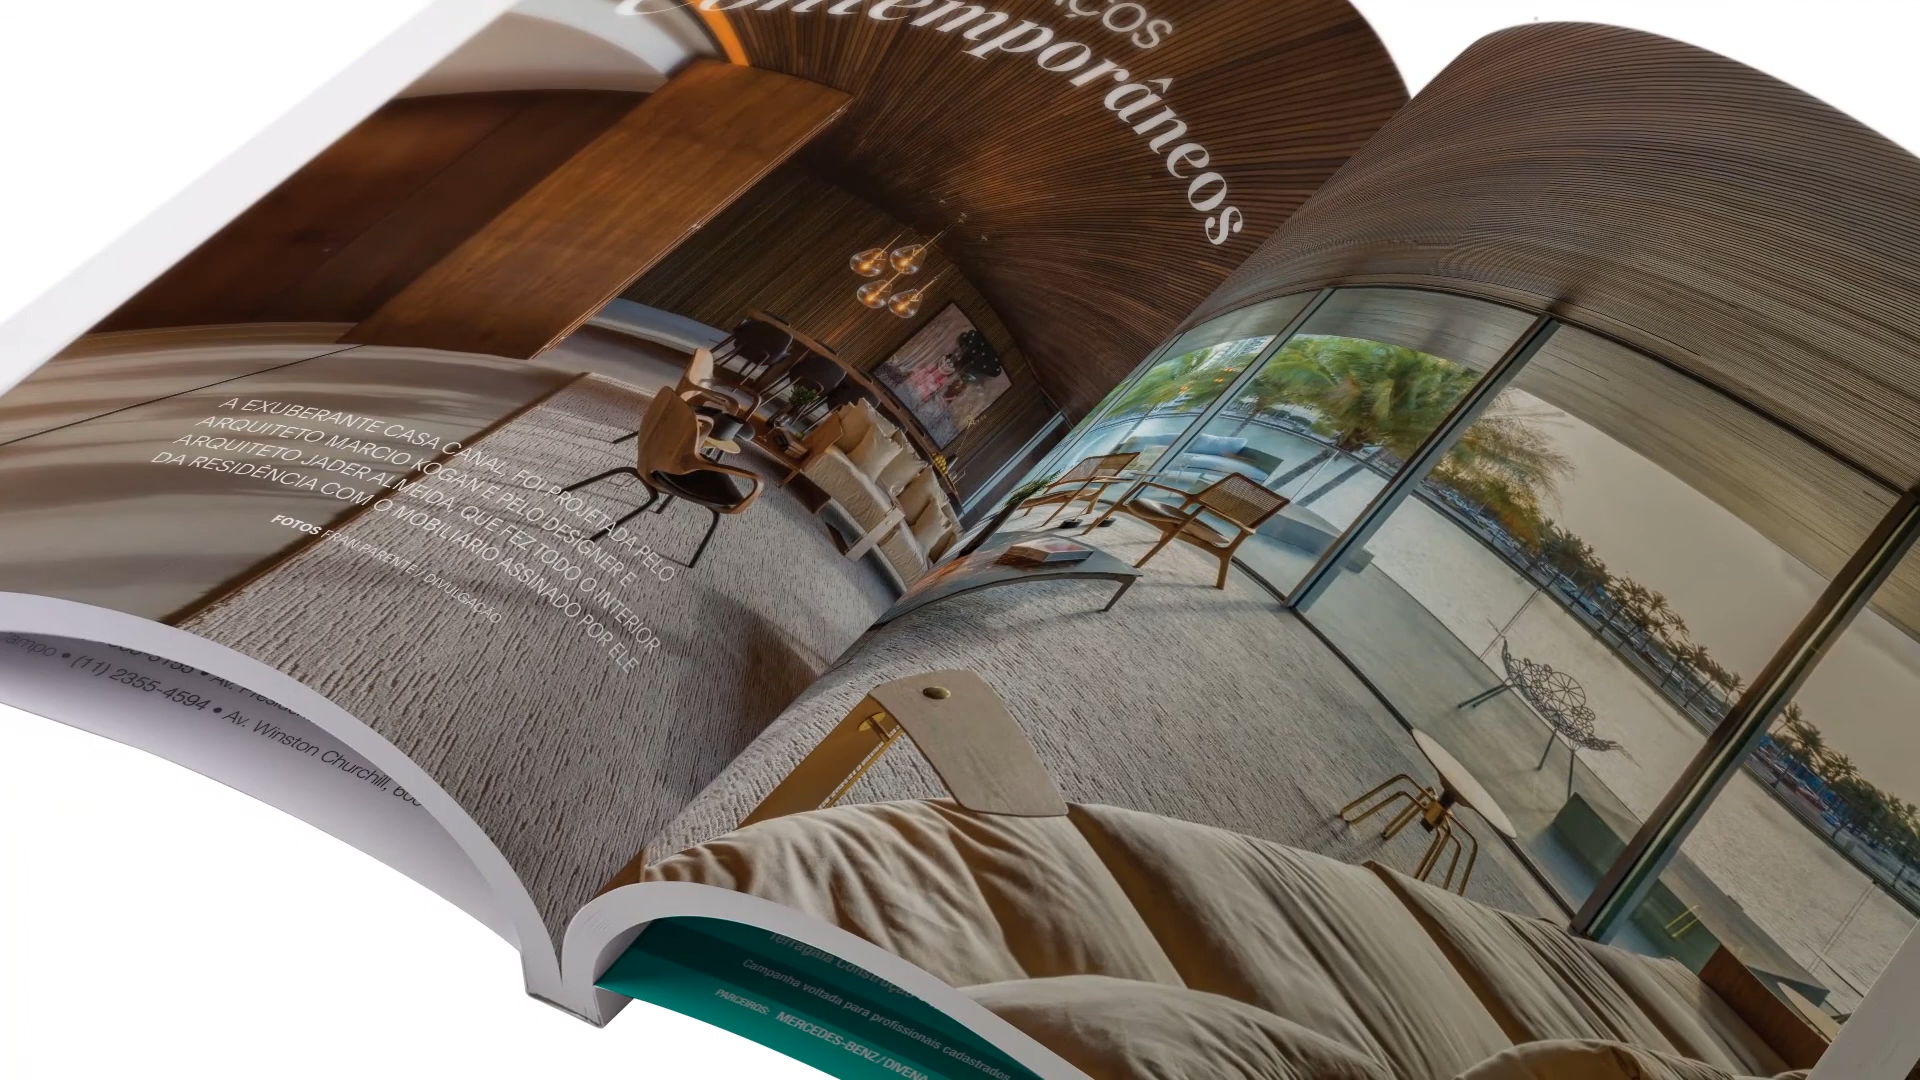 Contemporâneos
A EXUBERANTE CASA CANAL, FOI PROJETADA PELO
ARQUITETO MARCIO KOGAN E PELO DESIGNER E
ARQUITETO JADER ALMEIDA, QUE FEZ TODO O INTERIOR
DA RESIDÊNCIA COM O MOBILIÁRIO ASSINADO POR ELE
FOTOS FRAN PARENTE / DIVULGAÇÃO
• (11) 2355-4594 • Av. Winston Churchill,
Campanha voltada para profissionais cadastrados
PARCEIROS: MERCEDES-BENZ /